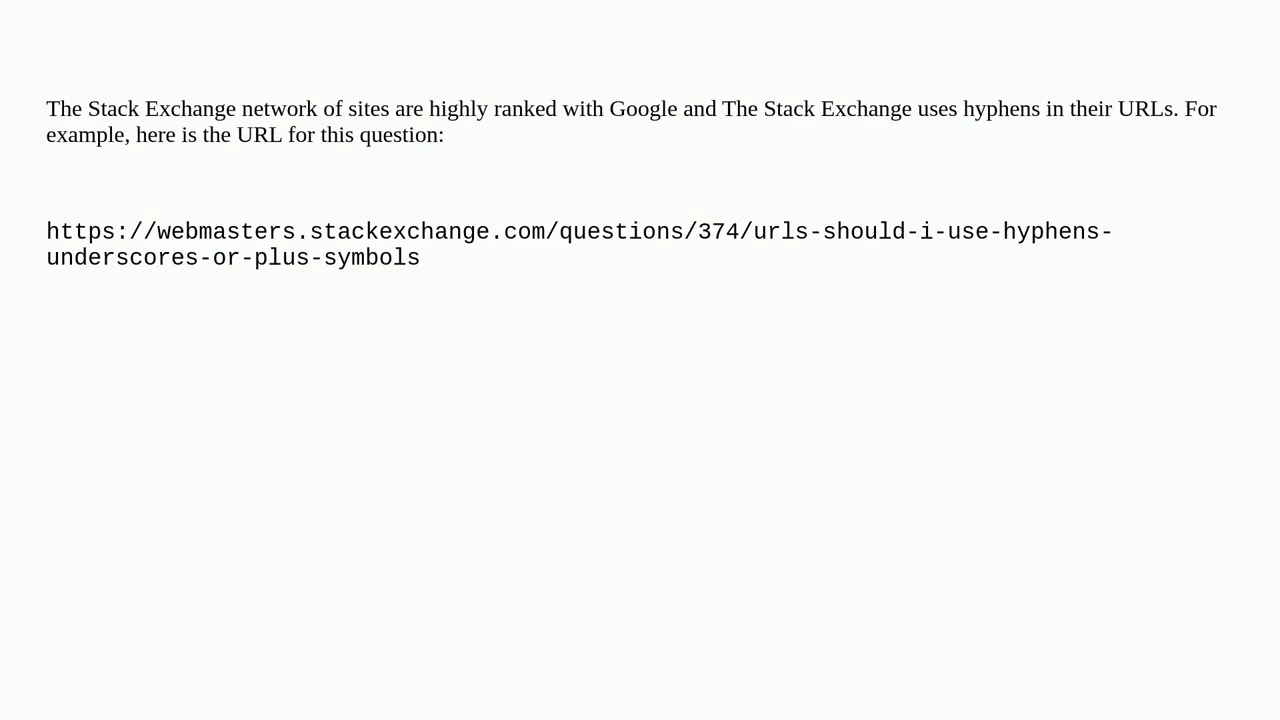 The Stack Exchange network of sites are highly ranked with Google and The Stack Exchange uses hyphens in their URLs. For
example, here is the URL for this question:
https://webmasters.stackexchange.com/questions/374/urls-should-i-use-hyphens-
underscores-or-plus-symbols